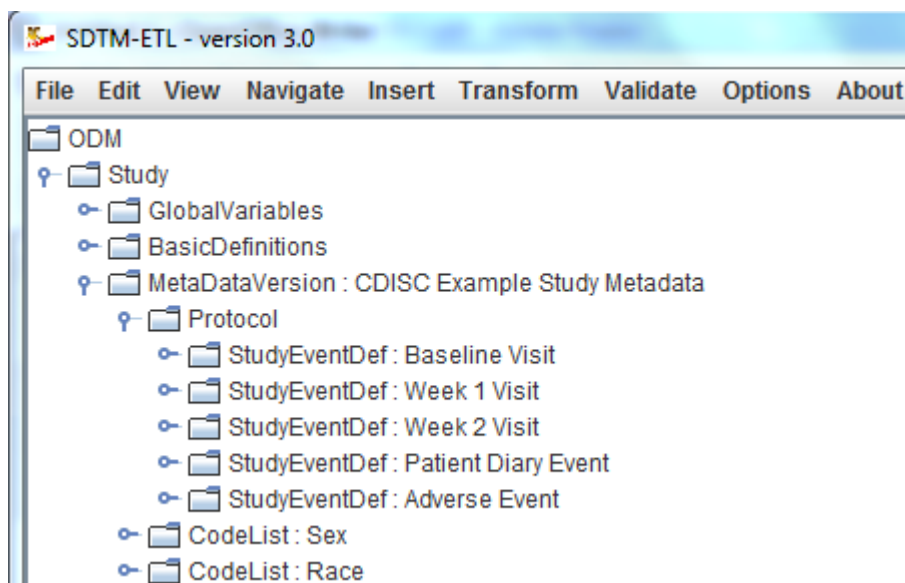 SDTM-ETL - version 3.0
File Edit View Navigate Insert Transform Validate Options About
ODM
Study
GlobalVariables
BasicDefinitions
MetaDataVersion : CDISC Example Study Metadata
Protocol
StudyEventDef : Baseline Visit
StudyEventDef : Week 1 Visit
StudyEventDef : Week 2 Visit
StudyEventDef : Patient Diary Event
StudyEventDef : Adverse Event
CodeList : Sex
CodeList : Race